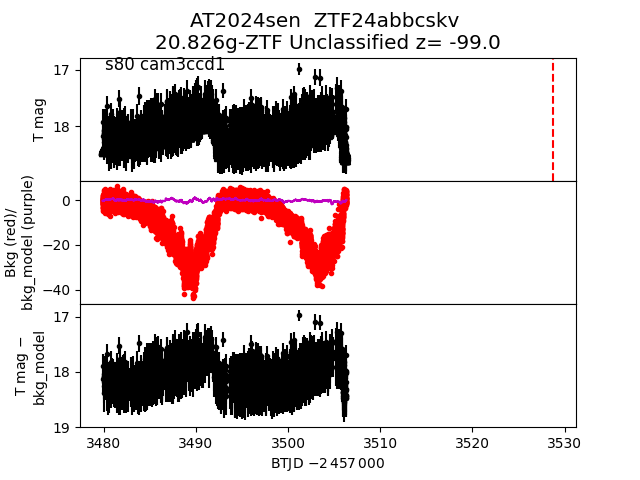 AT2024sen  ZTF24abbcskv
20.826g-ZTF Unclassified z= -99.0
s80 cam3ccd1
17
18
T mag
0
−20
−40
Bkg (red)/
bkg_model (purple)
17
18
19
T mag −
bkg_model
3480 3490 3500 3510 3520 3530
BTJD −2 457 000